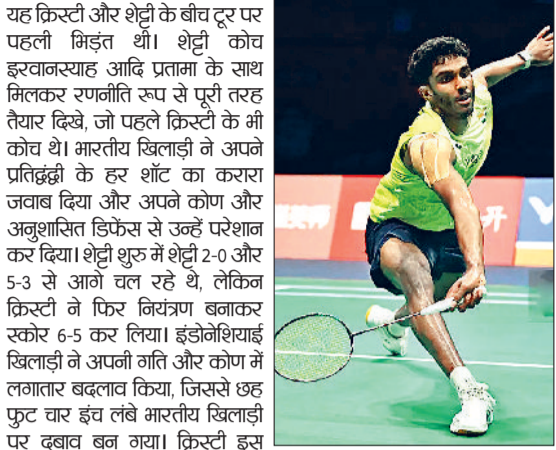 यह क्रिस्टी और शेट्टी के बीच टूर पर
पहली भिड़ंत थी। शेट्टी कोच
इरवानस्याह आदि प्रतामा के साथ
मिलकर रणनीति रूप से पूरी तरह
तैयार दिखे, जो पहले क्रिस्टी के भी
कोच थे। भारतीय खिलाड़ी ने अपने
प्रतिद्वंद्वी के हर शॉट का करारा
जवाब दिया और अपने कोण और
अनुशासित डिफेंस से उन्हें परेशान
कर दिया। शेट्टी शुरु में शेट्टी 2-0 और
5-3 से आगे चल रहे थे, लेकिन
क्रिस्टी ने फिर नियंत्रण बनाकर
स्कोर 6-5 कर लिया। इंडोनेशियाई
खिलाड़ी ने अपनी गति और कोण में
लगातार बदलाव किया, जिससे छह
फुट चार इंच लंबे भारतीय खिलाड़ी
पर दबाव बन गया। क्रिस्टी इस